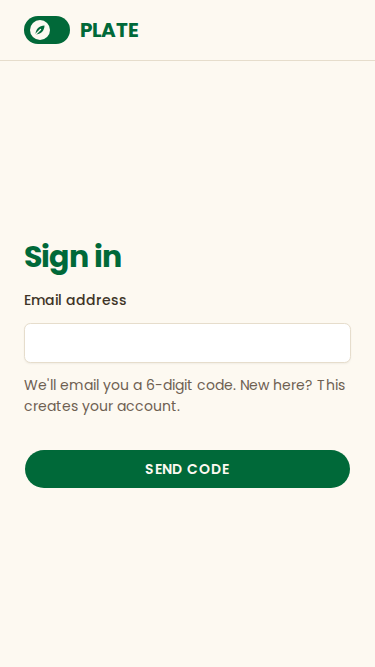 PLATE
Sign in
Email address
We'll email you a 6-digit code. New here? This
creates your account.
SEND CODE